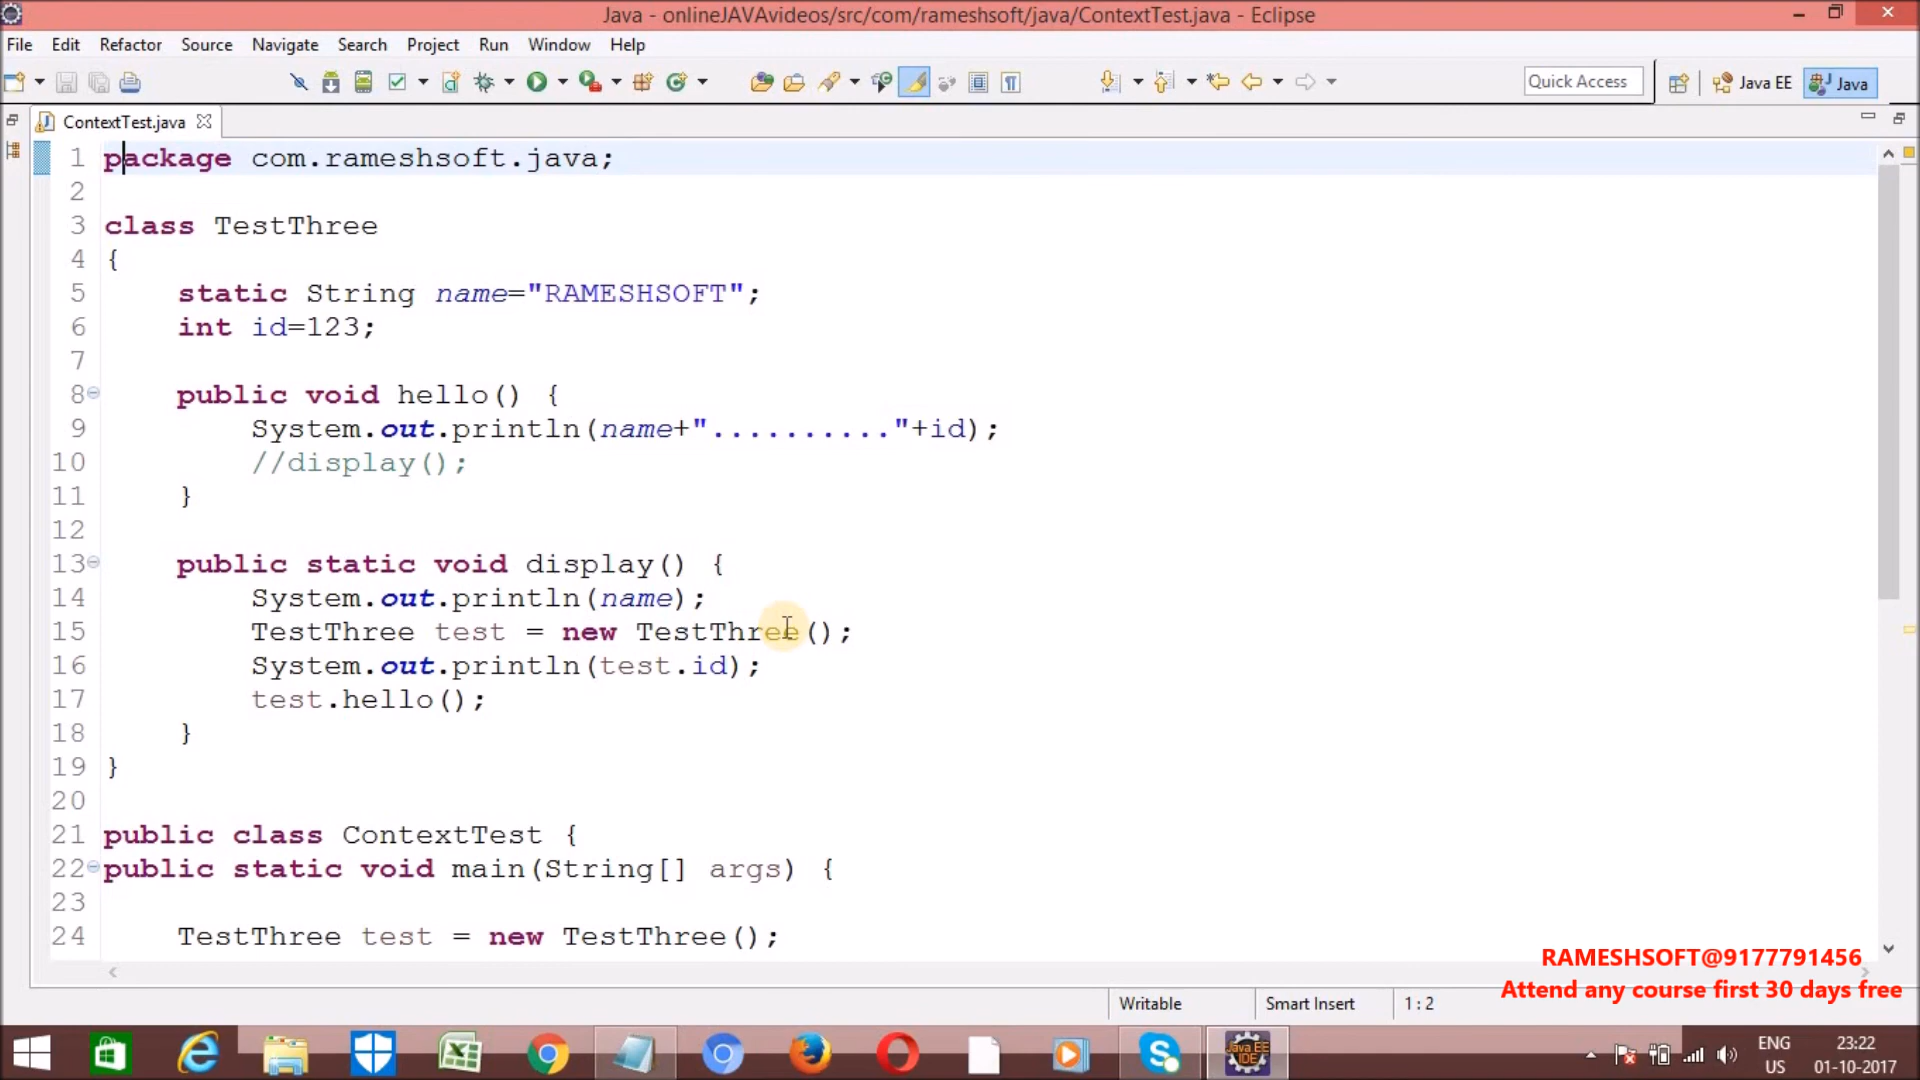 Java - onlineJAVAvideos/src/com/rameshsoft/java/ContextTest.java - Eclipse
File Edit Refactor Source Navigate Search Project Run Window Help
Quick Access Java EE Java
ContextTest.java
1 package com.rameshsoft.java;
2
3 class TestThree
4 {
5 static String name="RAMESHSOFT";
6 int id=123;
7
8 public void hello() {
9 System.out.println(name+".........."+id);
10 //display();
11 }
12
13 public static void display() {
14 System.out.println(name);
15 TestThree test = new TestThree();
16 System.out.println(test.id);
17 test.hello();
18 }
19 }
20
21 public class ContextTest {
22 public static void main(String[] args) {
23
24 TestThree test = new TestThree();
RAMESHSOFT@9177791456
Attend any course first 30 days free
Writable Smart Insert 1 : 2
Java EE
IDE
ENG 23:22
US 01-10-2017